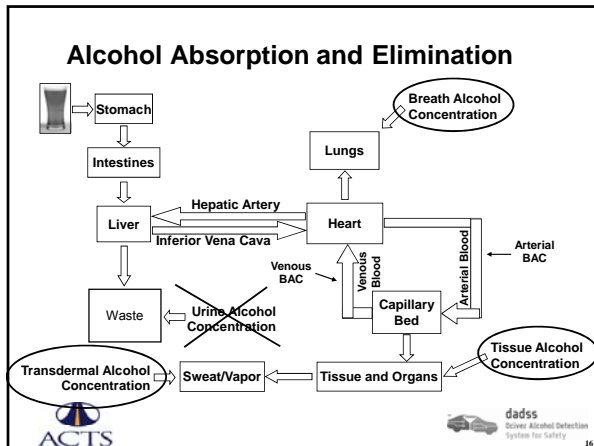 Alcohol Absorption and Elimination
Stomach
Breath Alcohol
Concentration
Lungs
Intestines
Hepatic Artery
Liver
Heart
Inferior Vena Cava
Venous
BAC
Venous
Blood
Arterial Blood
Arterial
BAC
Waste
Urine Alcohol
Concentration
Capillary
Bed
Transdermal Alcohol
Concentration
Sweat/Vapor
Tissue and Organs
Tissue Alcohol
Concentration
ACTS
dadss
Driver Alcohol Detection
System for Safety
16